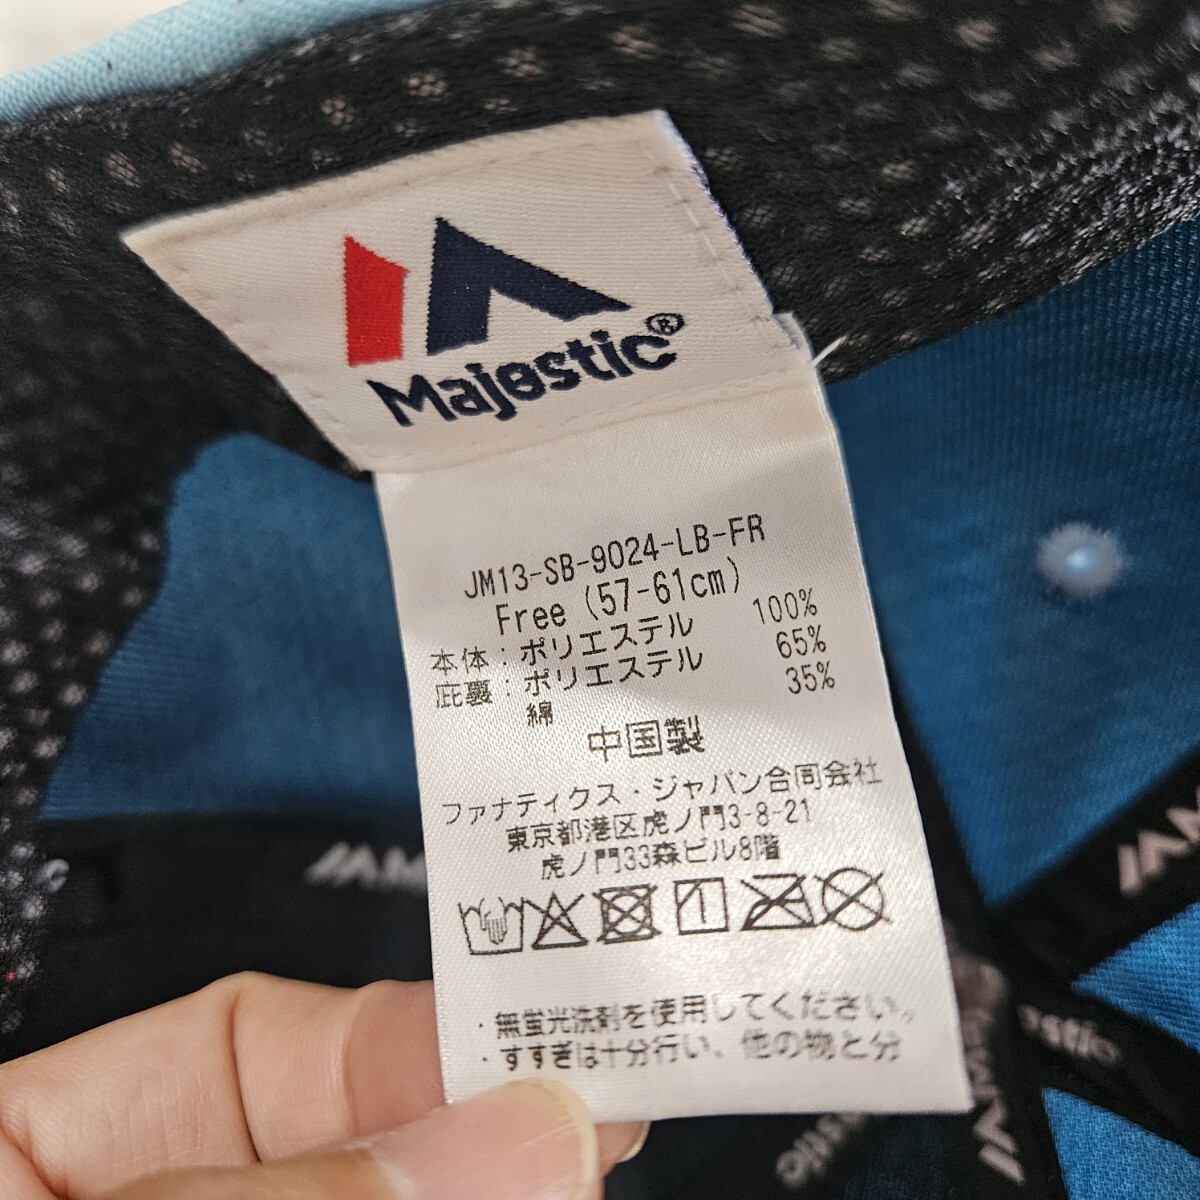 Majestic®
JM13-SB-9024-LB-FR
Free(57-61cm)
本体:ポリエステル 100%
庇裏:ポリエステル 65%
綿 35%
中国製
ファナティクス・ジャパン合同会社
東京都港区虎ノ門3-8-21
虎ノ門33森ビル8階
・無蛍光洗剤を使用してください。
・すすぎは十分行い、他の物と分